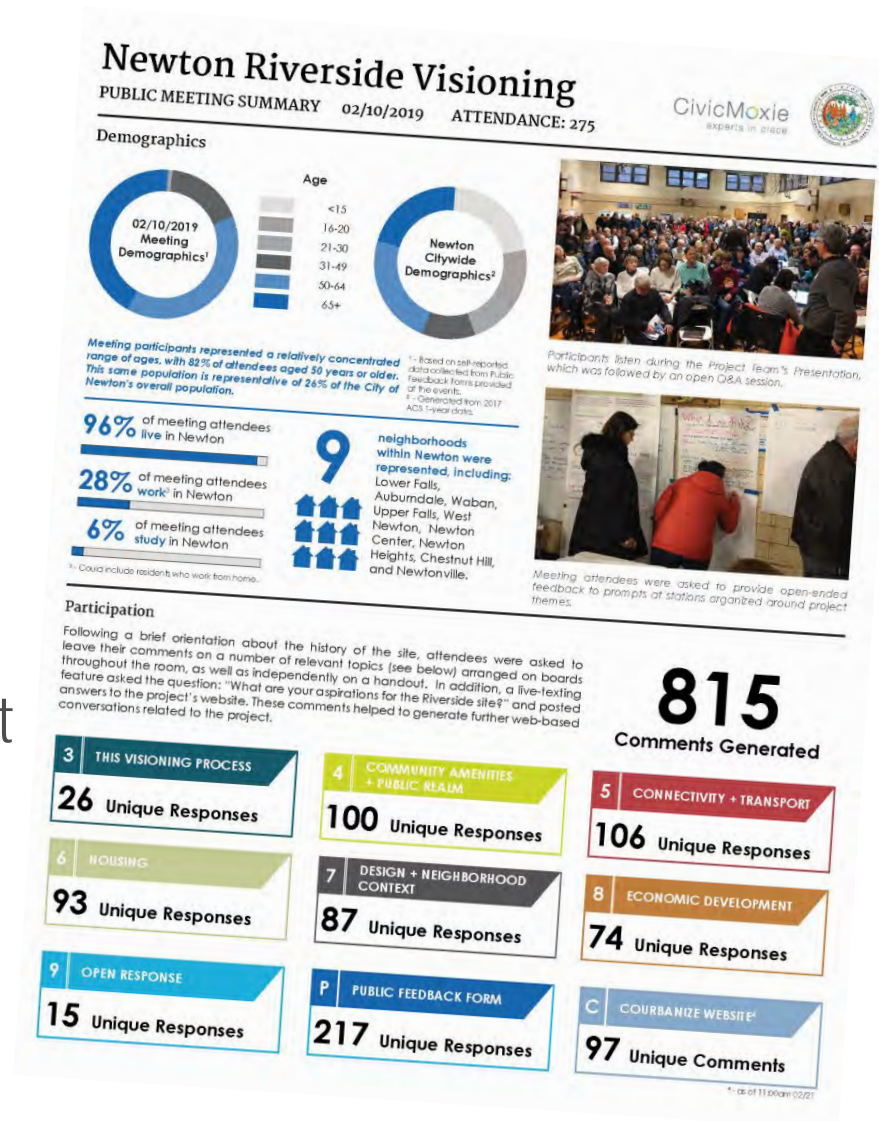 Newton Riverside Visioning
PUBLIC MEETING SUMMARY 02/10/2019 ATTENDANCE: 275
CivicMoxie
experts in place
Demographics
Age
<15
16-20
21-30
31-49
50-64
65+
02/10/2019
Meeting
Demographics¹
Newton
Citywide
Demographics²
Meeting participants represented a relatively concentrated
range of ages, with 82% of attendees aged 50 years or older.
This same population is representative of 26% of the City of
Newton's overall population.
¹ - Based on self-reported
data collected from Public
Feedback Forms provided
at the events.
² - Generated from 2017
ACS 1-year data.
Participants listen during the Project Team's Presentation,
which was followed by an open Q&A session.
96% of meeting attendees
live in Newton
28% of meeting attendees
work³ in Newton
6% of meeting attendees
study in Newton
³ - Could include residents who work from home.
9
neighborhoods
within Newton were
represented, including:
Lower Falls,
Auburndale, Waban,
Upper Falls, West
Newton, Newton
Center, Newton
Heights, Chestnut Hill,
and Newtonville.
Meeting attendees were asked to provide open-ended
feedback to prompts at stations organized around project
themes.
Participation
Following a brief orientation about the history of the site, attendees were asked to
leave their comments on a number of relevant topics (see below) arranged on boards
throughout the room, as well as independently on a handout. In addition, a live-texting
feature asked the question: "What are your aspirations for the Riverside site?" and posted
answers to the project's website. These comments helped to generate further web-based
conversations related to the project.
815
Comments Generated
t
3 THIS VISIONING PROCESS
26 Unique Responses
4 COMMUNITY AMENITIES
+ PUBLIC REALM
100 Unique Responses
5 CONNECTIVITY + TRANSPORT
106 Unique Responses
6 HOUSING
93 Unique Responses
7 DESIGN + NEIGHBORHOOD
CONTEXT
87 Unique Responses
8 ECONOMIC DEVELOPMENT
74 Unique Responses
9 OPEN RESPONSE
15 Unique Responses
P PUBLIC FEEDBACK FORM
217 Unique Responses
C COURBANIZE WEBSITE⁴
97 Unique Comments
⁴ - as of 11:00am 02/21